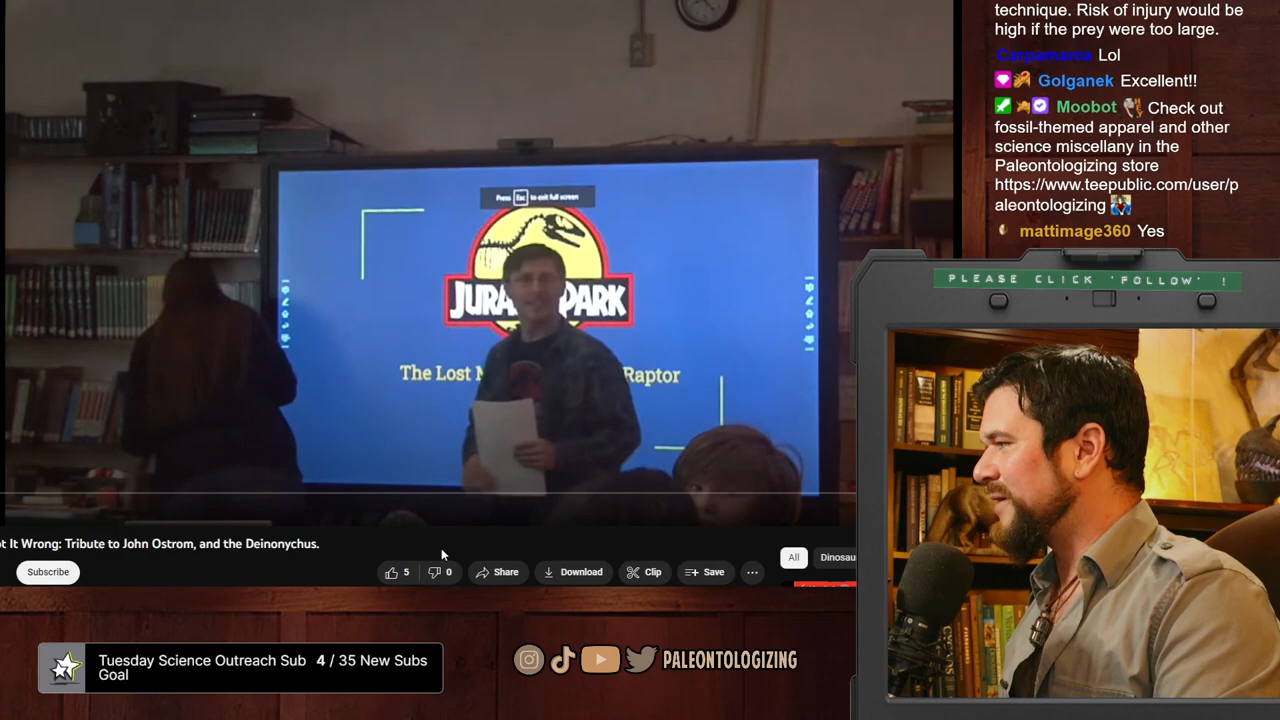 technique. Risk of injury would be
high if the prey were too large.
Carpamania Lol
Golganek Excellent!!
Moobot Check out
fossil-themed apparel and other
science miscellany in the
Paleontologizing store
https://www.teepublic.com/user/p
aleontologizing
mattimage360 Yes
Press Esc to exit full screen
JURASSIC PARK
The Lost Raptor
PLEASE CLICK 'FOLLOW' !
It Wrong: Tribute to John Ostrom, and the Deinonychus.
Subscribe
5
0
Share
Download
Clip
Save
All
Tuesday Science Outreach Sub Goal
4 / 35 New Subs
PALEONTOLOGIZING